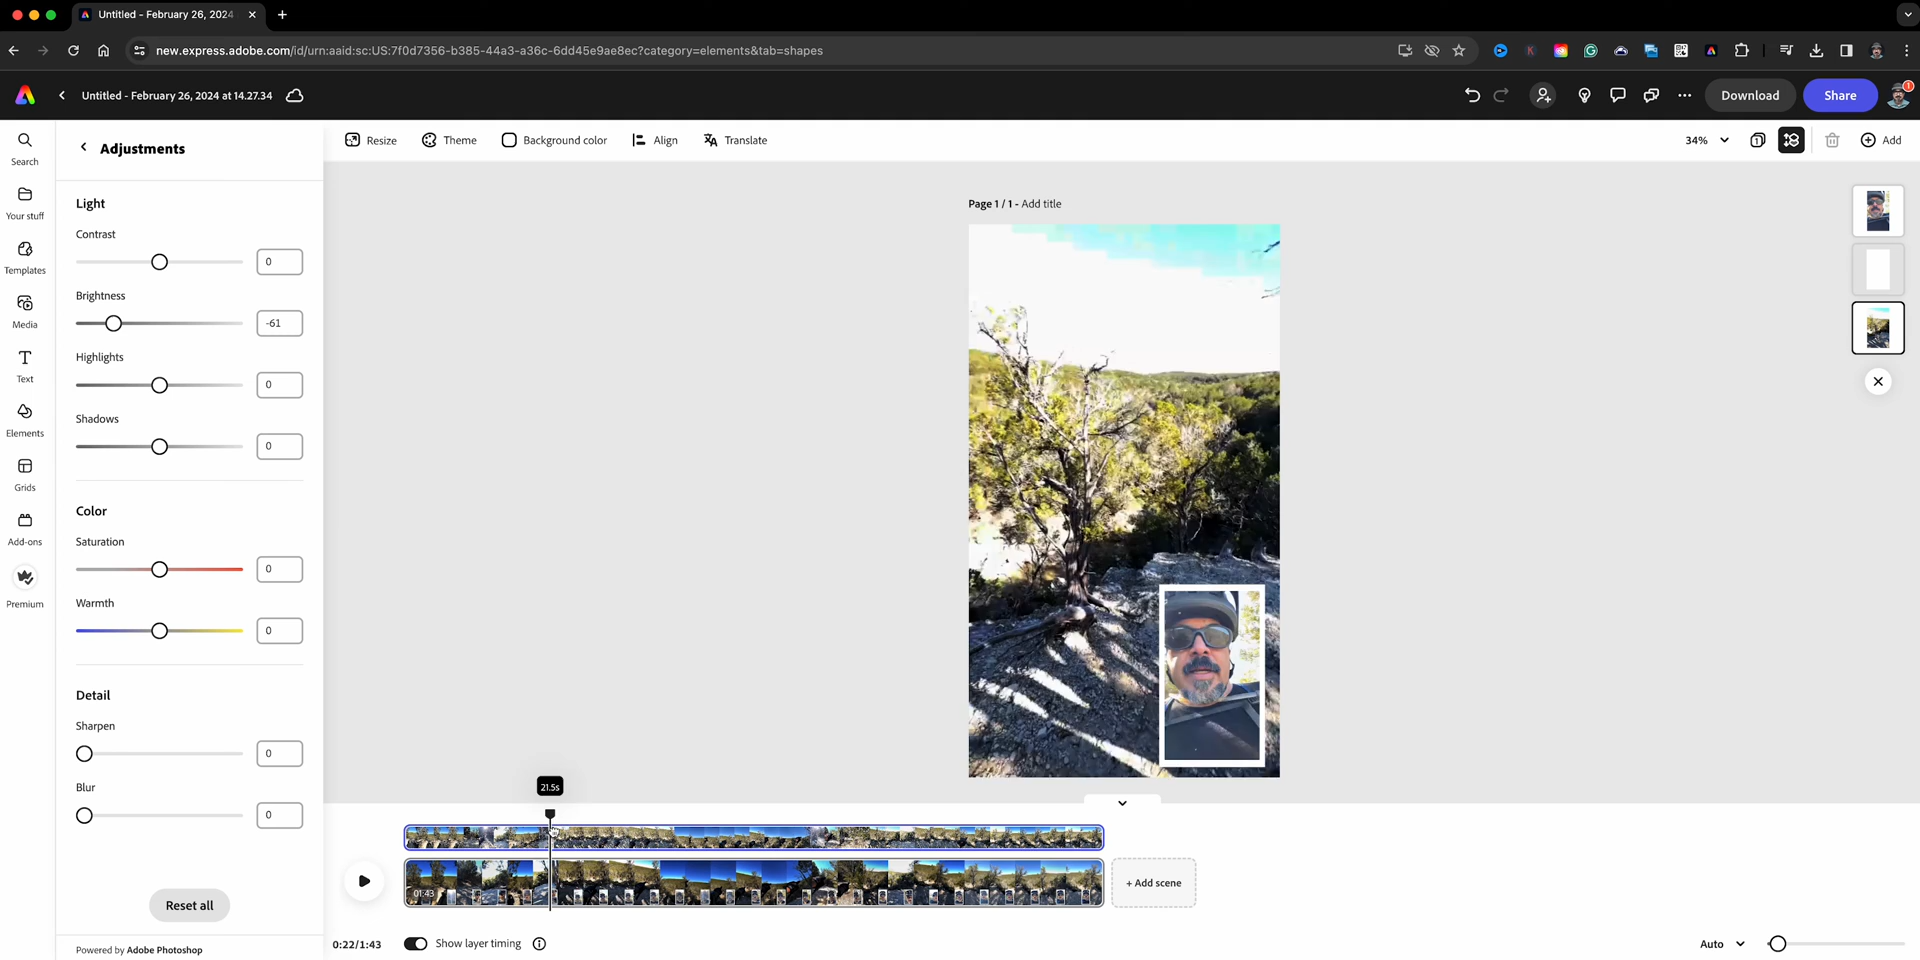 Untitled - February 26, 2024
new.express.adobe.com/id/urn:aaid:sc:US:7f0d7356-b385-44a3-a36c-6dd45e9ae8ec?category=elements&tab=shapes
Untitled - February 26, 2024 at 14.27.34
Download
Share
1
Search
Your stuff
Templates
Media
Text
Elements
Grids
Add-ons
Premium
Adjustments
Light
Contrast
0
Brightness
-61
Highlights
0
Shadows
0
Color
Saturation
0
Warmth
0
Detail
Sharpen
0
Blur
0
Reset all
Powered by Adobe Photoshop
Resize
Theme
Background color
Align
Translate
34%
1
Add
Page 1 / 1 - Add title
21.5s
01:43
+ Add scene
0:22/1:43
Show layer timing
Auto